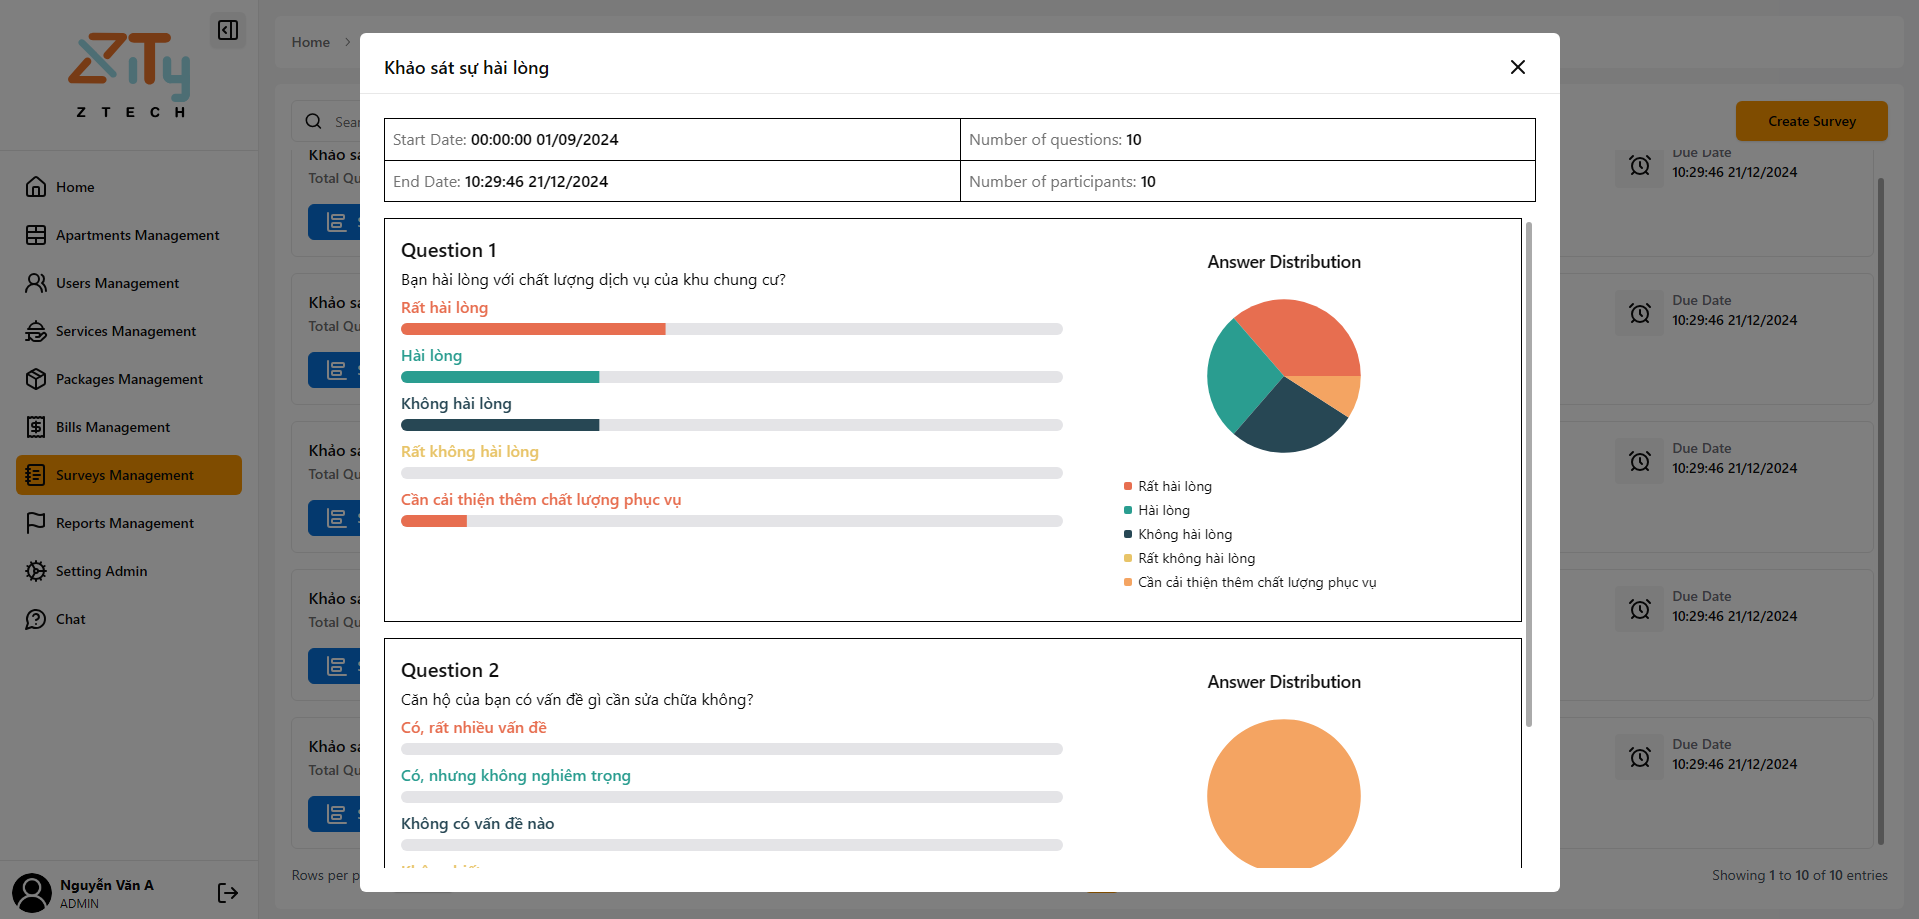 ZiTy
ZTECH
Home
Apartments Management
Users Management
Services Management
Packages Management
Bills Management
Surveys Management
Reports Management
Setting Admin
Chat
Nguyễn Văn A
ADMIN
Home
Create Survey
Khảo sát sự hài lòng
Start Date: 00:00:00 01/09/2024
Number of questions: 10
End Date: 10:29:46 21/12/2024
Number of participants: 10
Question 1
Bạn hài lòng với chất lượng dịch vụ của khu chung cư?
Rất hài lòng
Hài lòng
Không hài lòng
Rất không hài lòng
Cần cải thiện thêm chất lượng phục vụ
Answer Distribution
Rất hài lòng
Hài lòng
Không hài lòng
Rất không hài lòng
Cần cải thiện thêm chất lượng phục vụ
Question 2
Căn hộ của bạn có vấn đề gì cần sửa chữa không?
Có, rất nhiều vấn đề
Có, nhưng không nghiêm trọng
Không có vấn đề nào
Answer Distribution
Khảo
Total
Due Date
10:29:46 21/12/2024
Khảo
Total
Due Date
10:29:46 21/12/2024
Khảo
Total
Due Date
10:29:46 21/12/2024
Khảo
Total
Due Date
10:29:46 21/12/2024
Khảo
Total
Due Date
10:29:46 21/12/2024
Rows per
Showing 1 to 10 of 10 entries